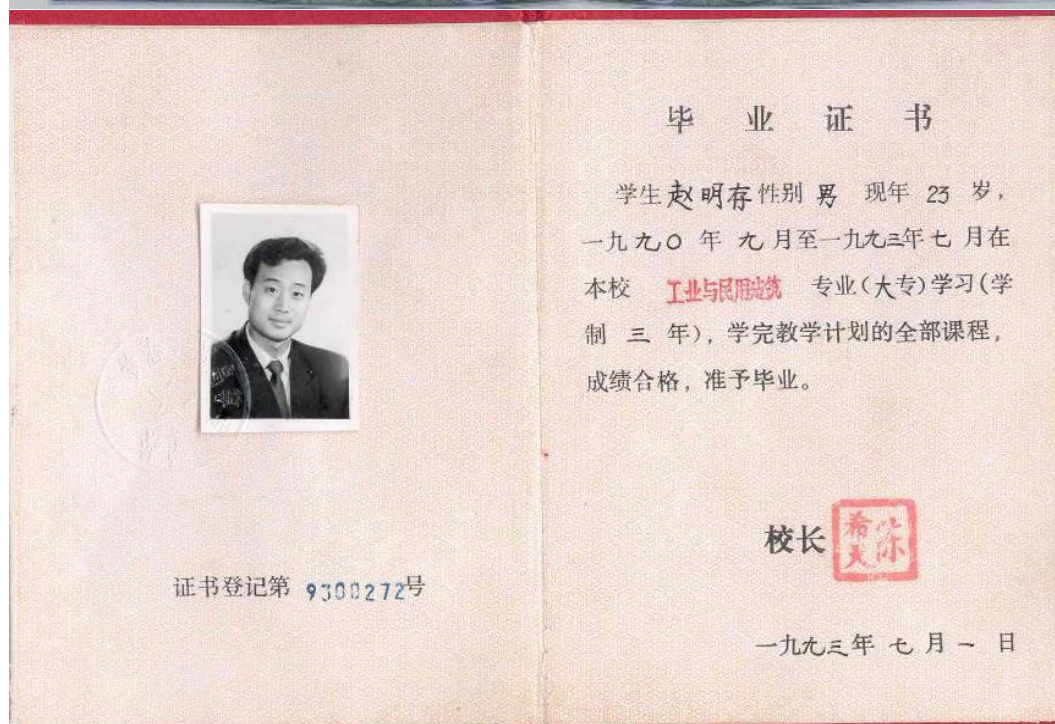 证书登记第 9300272号
毕业证书
学生赵明存性别 男 现年 23 岁，
一九九〇 年 九 月至一九九三年七 月在
本校 工业与民用建筑 专业(大专)学习(学
制 三 年)，学完教学计划的全部课程，
成绩合格，准予毕业。
校长
一九九三年 七 月 一 日